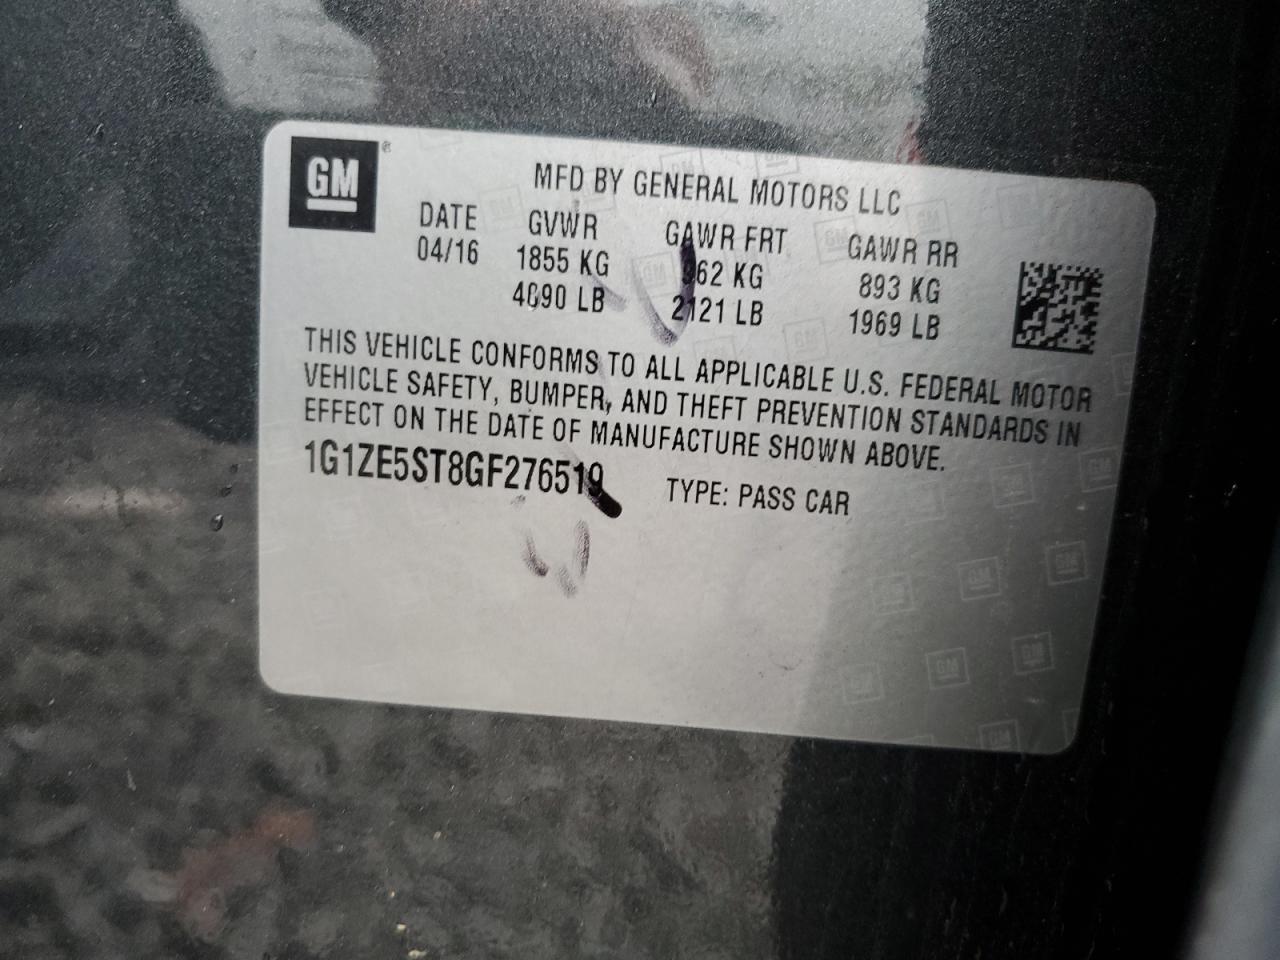 GM
MFD BY GENERAL MOTORS LLC
DATE GVWR GAWR FRT GAWR RR
04/16 1855 KG 962 KG 893 KG
4090 LB 2121 LB 1969 LB
THIS VEHICLE CONFORMS TO ALL APPLICABLE U.S. FEDERAL MOTOR
VEHICLE SAFETY, BUMPER, AND THEFT PREVENTION STANDARDS IN
EFFECT ON THE DATE OF MANUFACTURE SHOWN ABOVE.
1G1ZE5ST8GF276519 TYPE: PASS CAR